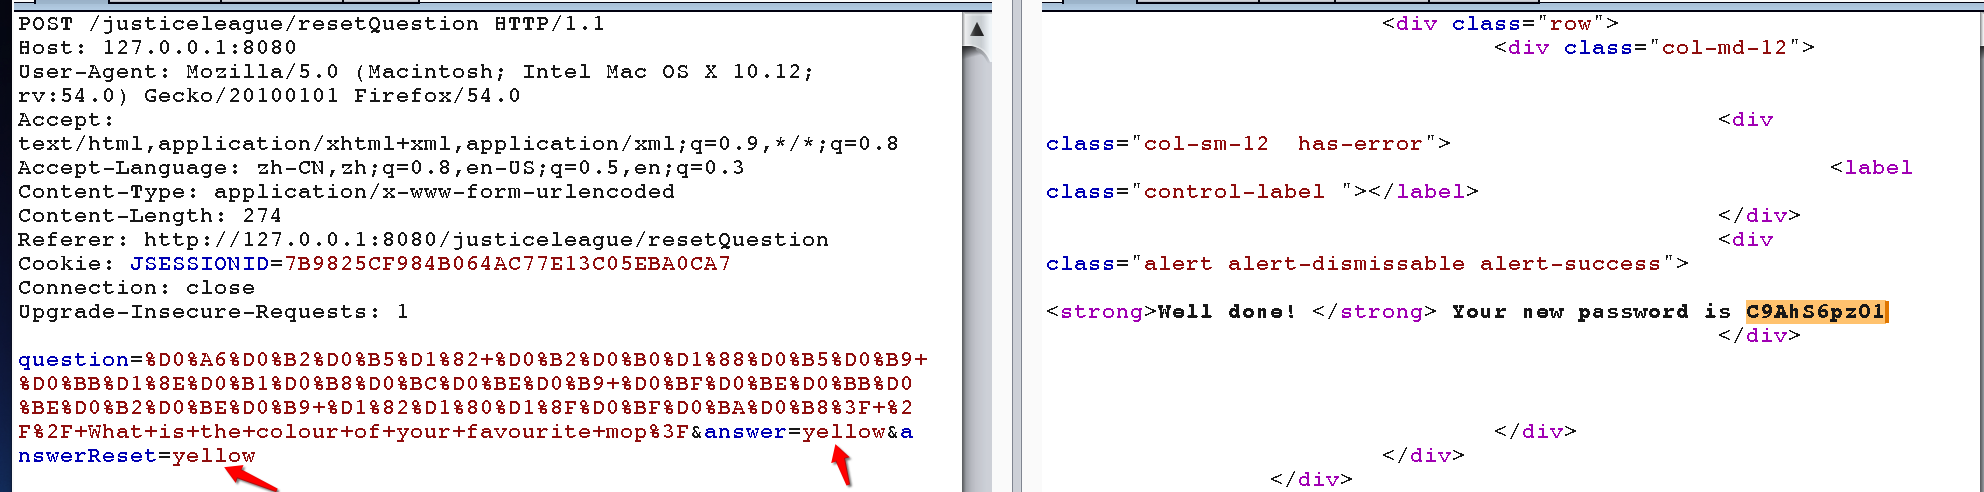 POST /justiceleague/resetQuestion HTTP/1.1
Host: 127.0.0.1:8080
User-Agent: Mozilla/5.0 (Macintosh; Intel Mac OS X 10.12;
rv:54.0) Gecko/20100101 Firefox/54.0
Accept:
text/html,application/xhtml+xml,application/xml;q=0.9,*/*;q=0.8
Accept-Language: zh-CN,zh;q=0.8,en-US;q=0.5,en;q=0.3
Content-Type: application/x-www-form-urlencoded
Content-Length: 274
Referer: http://127.0.0.1:8080/justiceleague/resetQuestion
Cookie: JSESSIONID=7B9825CF984B064AC77E13C05EBA0CA7
Connection: close
Upgrade-Insecure-Requests: 1
question=%D0%A6%D0%B2%D0%B5%D1%82+%D0%B2%D0%B0%D1%88%D0%B5%D0%B9+
%D0%BB%D1%8E%D0%B1%D0%B8%D0%BC%D0%BE%D0%B9+%D0%BF%D0%BE%D0%BB%D0
%BE%D0%B2%D0%BE%D0%B9+%D1%82%D1%80%D1%8F%D0%BF%D0%BA%D0%B8%3F+%2
F%2F+What+is+the+colour+of+your+favourite+mop%3F&answer=yellow&a
nswerReset=yellow
<div class="row">
<div class="col-md-12">
<div
class="col-sm-12  has-error">
<label
class="control-label "></label>
</div>
<div
class="alert alert-dismissable alert-success">
<strong>Well done! </strong> Your new password is C9AhS6pzO1
</div>
</div>
</div>
</div>